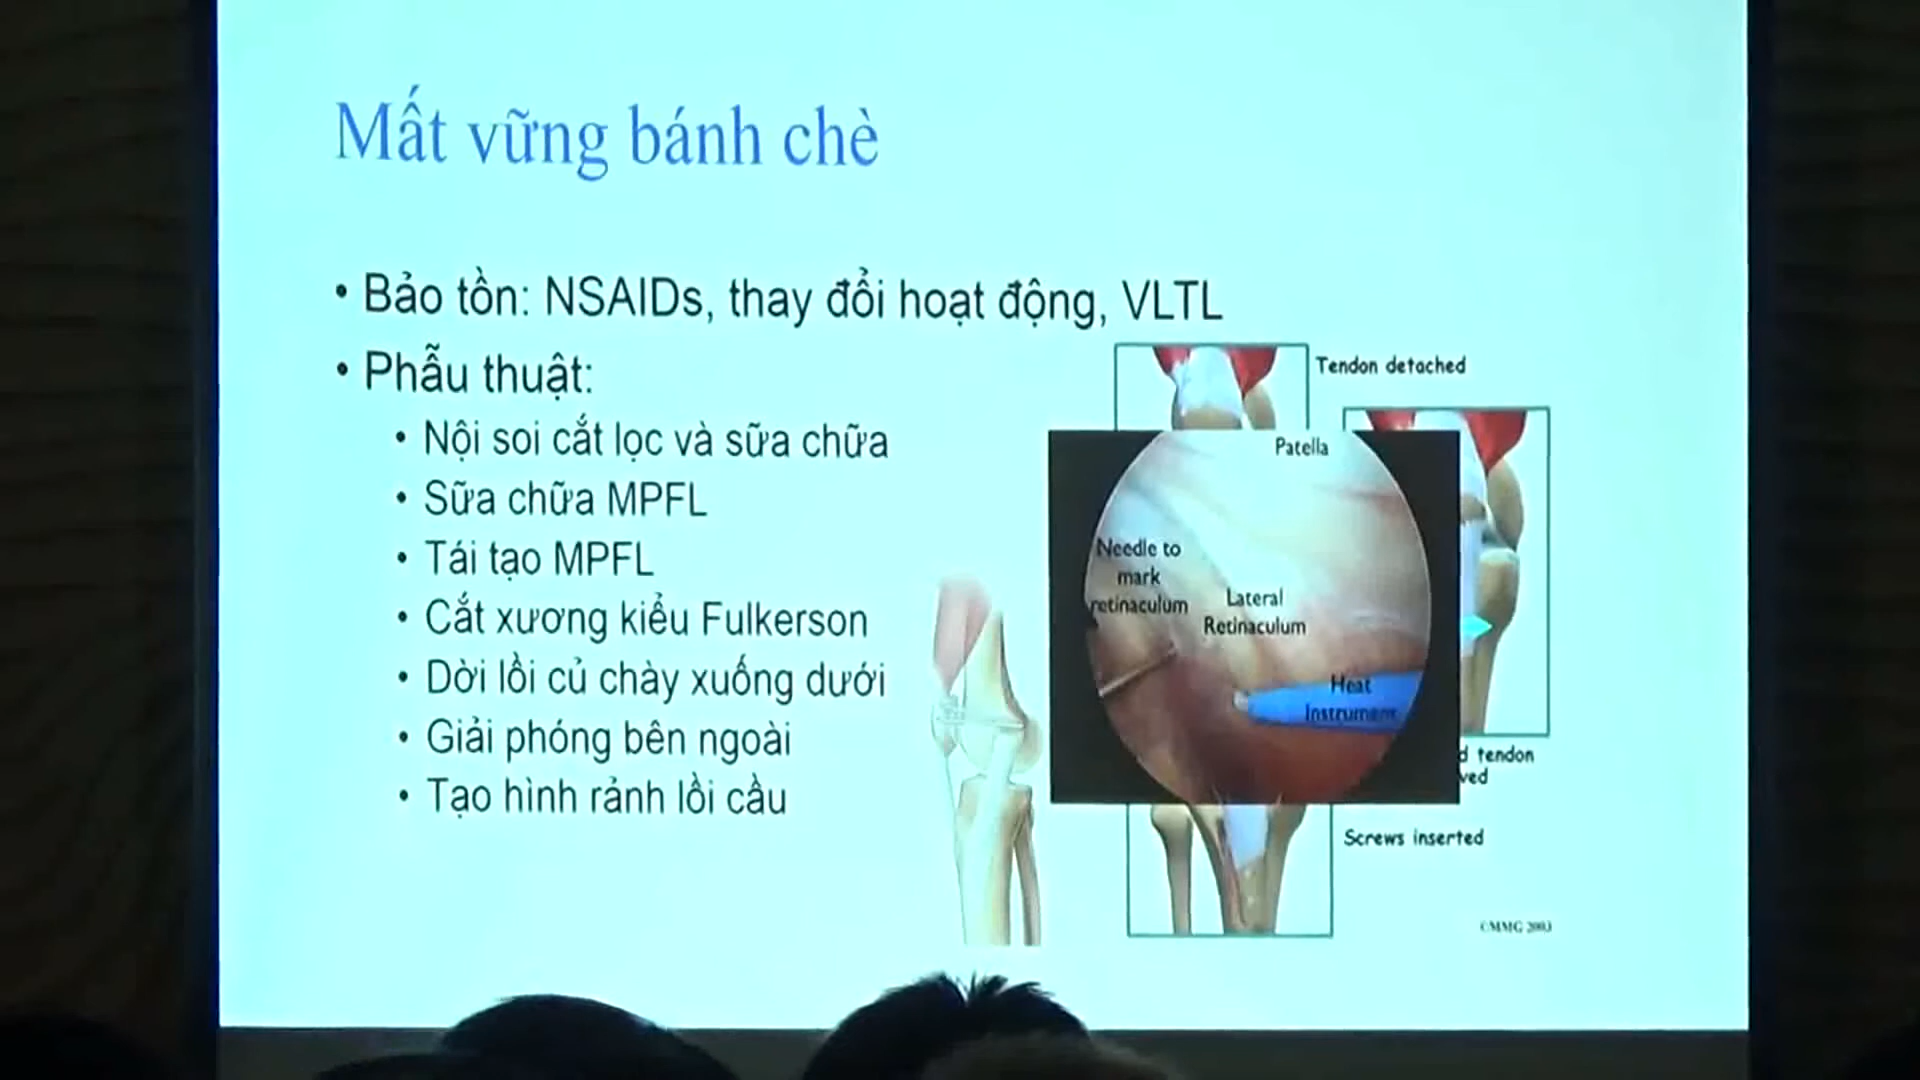 Mất vững bánh chè
• Bảo tồn: NSAIDs, thay đổi hoạt động, VLTL
• Phẫu thuật:
• Nội soi cắt lọc và sữa chữa
• Sữa chữa MPFL
• Tái tạo MPFL
• Cắt xương kiểu Fulkerson
• Dời lồi củ chày xuống dưới
• Giải phóng bên ngoài
• Tạo hình rảnh lồi cầu
Tendon detached
Patella
Needle to
mark
retinaculum
Lateral
Retinaculum
Heat
Instrument
d tendon
ved
Screws inserted
©MMG 2003